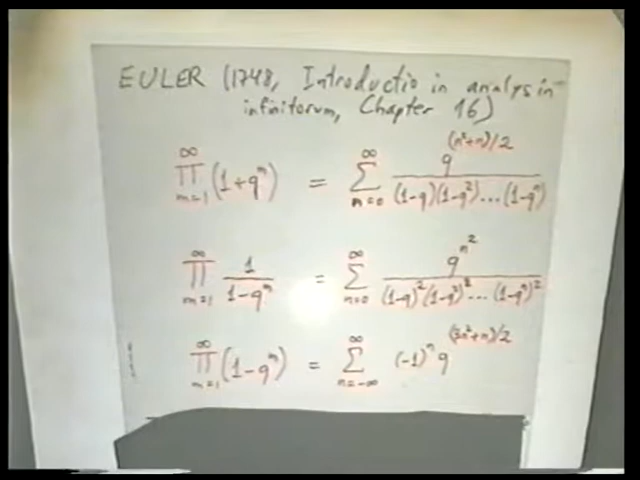 EULER (1748, Introductio in analysin
infinitorum, Chapter 16)
∏_{n=1}^{∞} (1+q^n) = ∑_{n=0}^{∞} q^{(n²+n)/2} / (1-q)(1-q²)...(1-q^n)
∏_{n=1}^{∞} 1/(1-q^n) = ∑_{n=0}^{∞} q^{n²} / (1-q)²(1-q²)²...(1-q^n)²
∏_{n=1}^{∞} (1-q^n) = ∑_{n=-∞}^{∞} (-1)^n q^{(3n²+n)/2}